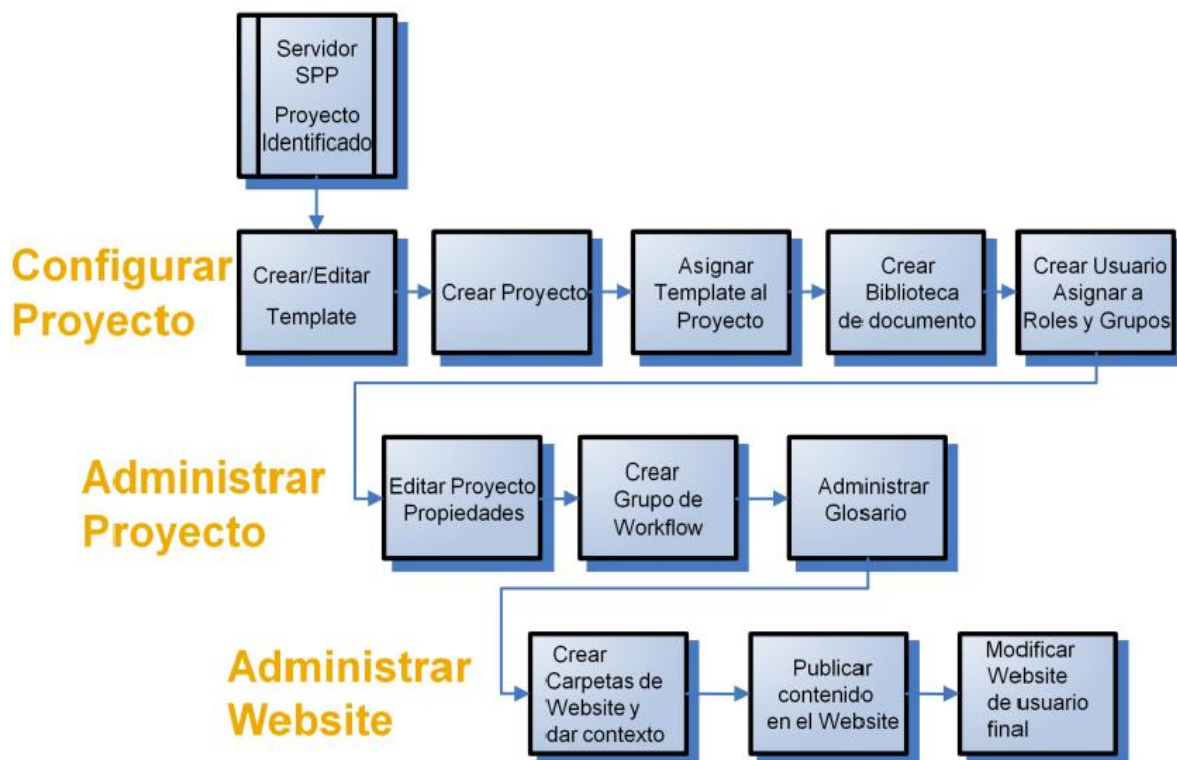 Servidor
SPP
Proyecto
Identificado
Configurar
Proyecto
Crear/Editar
Template
Crear Proyecto
Asignar
Template al
Proyecto
Crear
Biblioteca
de documento
Crear Usuario
Asignar a
Roles y Grupos
Administrar
Proyecto
Editar Proyecto
Propiedades
Crear
Grupo de
Workflow
Administrar
Glosario
Administrar
Website
Crear
Carpetas de
Website y
dar contexto
Publicar
contenido
en el Website
Modificar
Website
de usuario
final